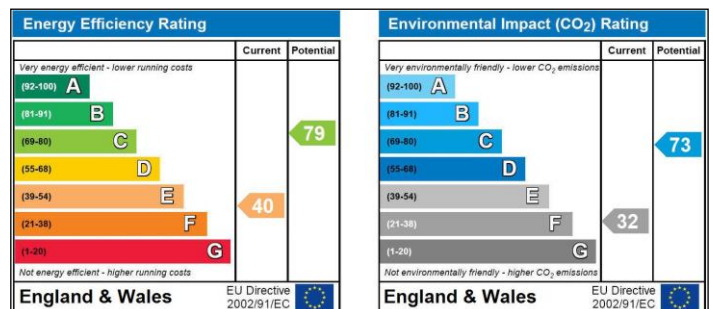 Energy Efficiency Rating
Current Potential
Very energy efficient - lower running costs
(92-100) A
(81-91) B
(69-80) C
79
(55-68) D
(39-54) E
40
(21-38) F
(1-20) G
Not energy efficient - higher running costs
England & Wales
EU Directive
2002/91/EC
Environmental Impact (CO₂) Rating
Current Potential
Very environmentally friendly - lower CO₂ emissions
(92-100) A
(81-91) B
(69-80) C
73
(55-68) D
(39-54) E
(21-38) F
32
(1-20) G
Not environmentally friendly - higher CO₂ emissions
England & Wales
EU Directive
2002/91/EC